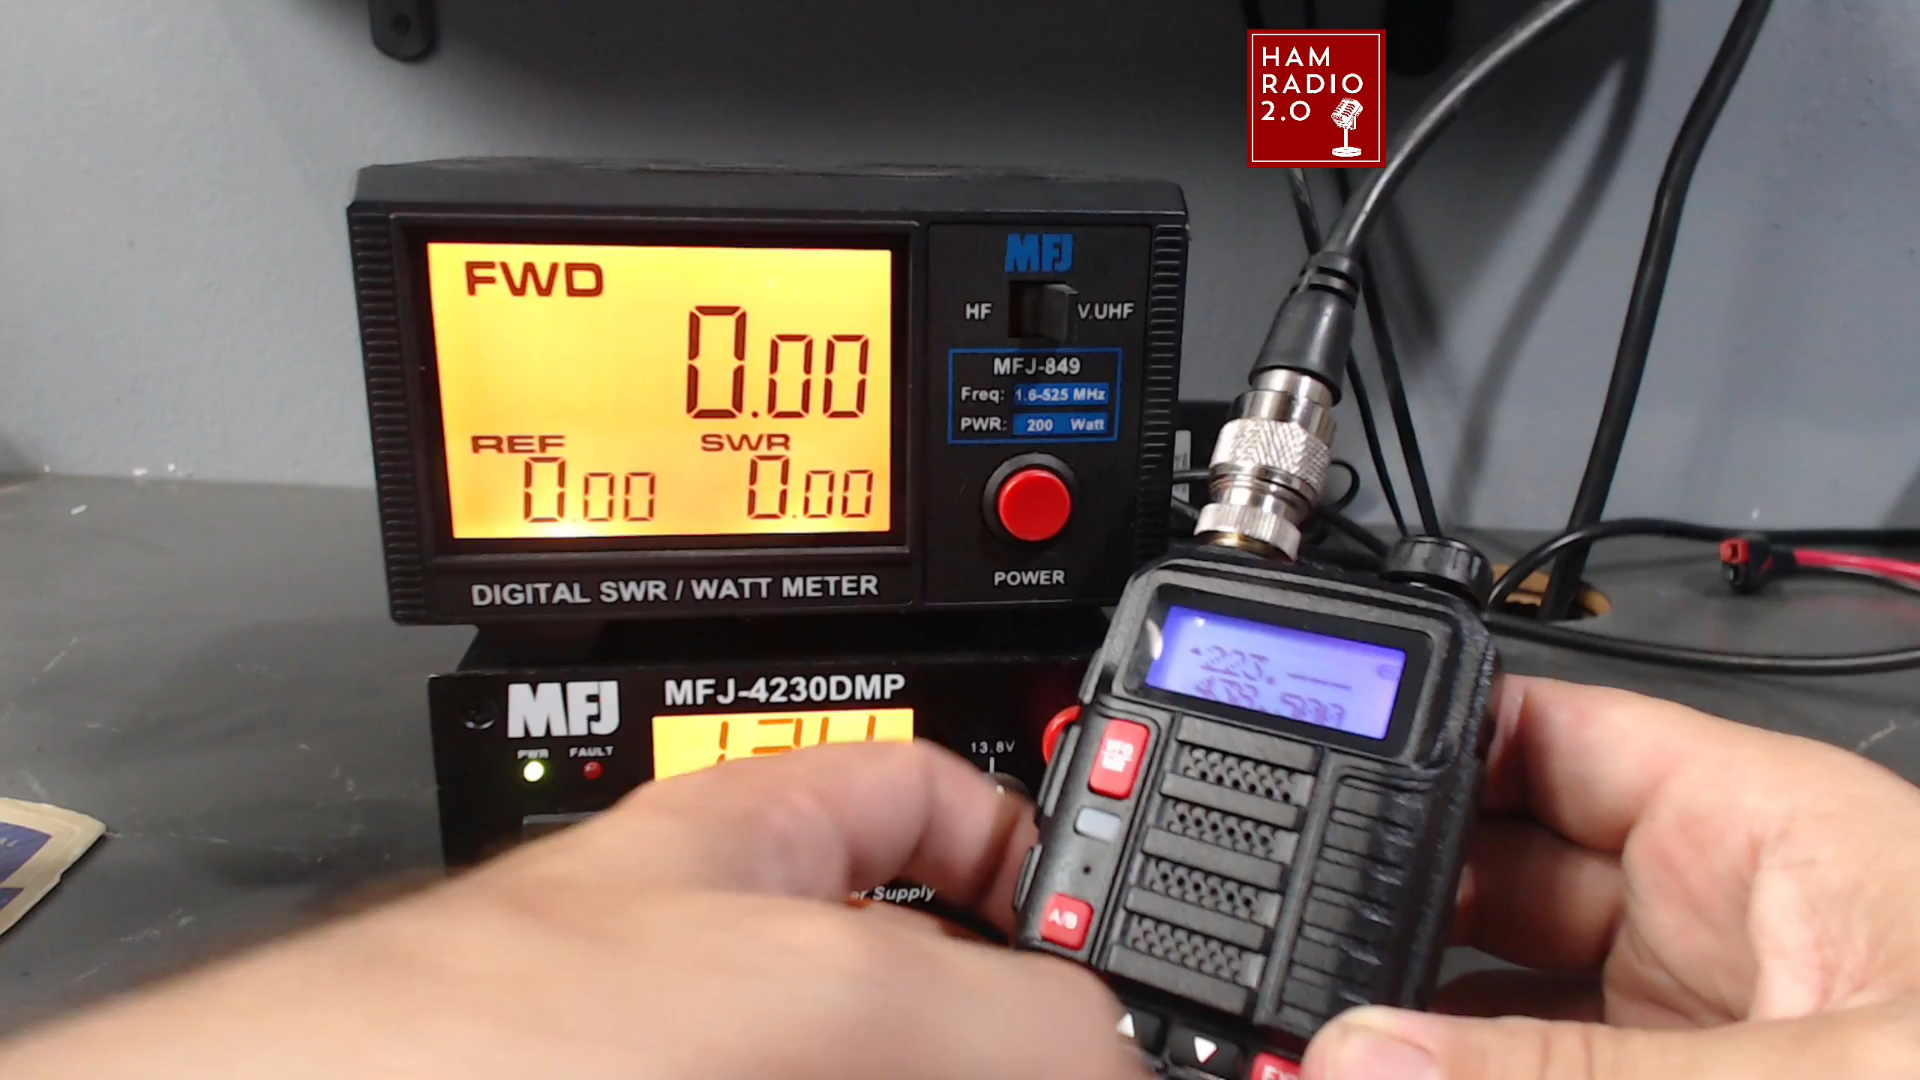 HAM
RADIO
2.0
FWD
0.00
REF
0.00
SWR
0.00
DIGITAL SWR / WATT METER
MFJ
HF
V.UHF
MFJ-849
Freq: 1.6-525 MHz
PWR: 200 Watt
POWER
MFJ
MFJ-4230DMP
PWR
FAULT
13.8V
Supply
223.
A/B